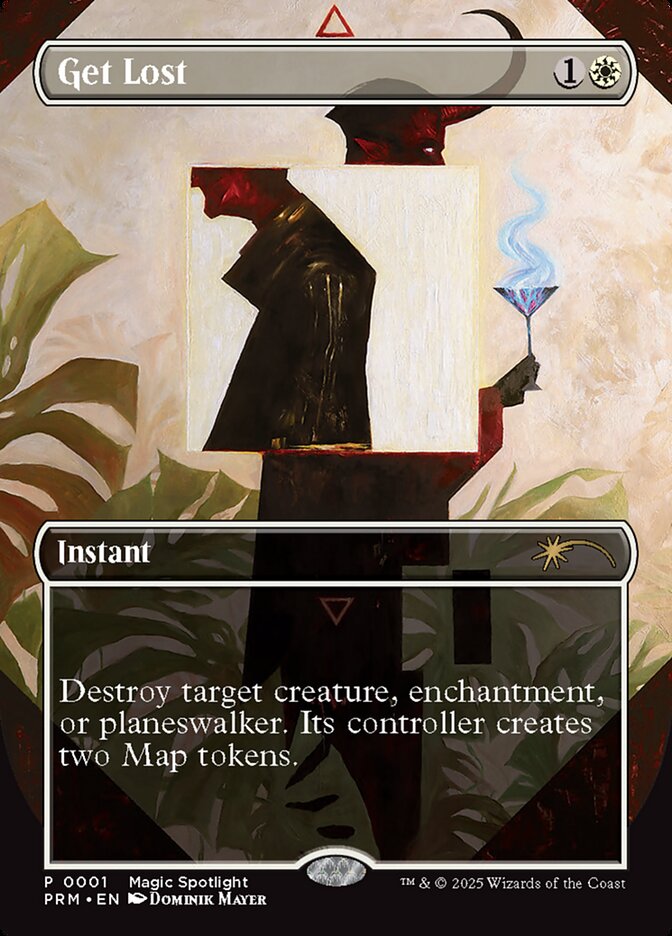 Get Lost 1
Instant
Destroy target creature, enchantment,
or planeswalker. Its controller creates
two Map tokens.
P 0001 Magic Spotlight
PRM • EN Dominik Mayer
™ & © 2025 Wizards of the Coast